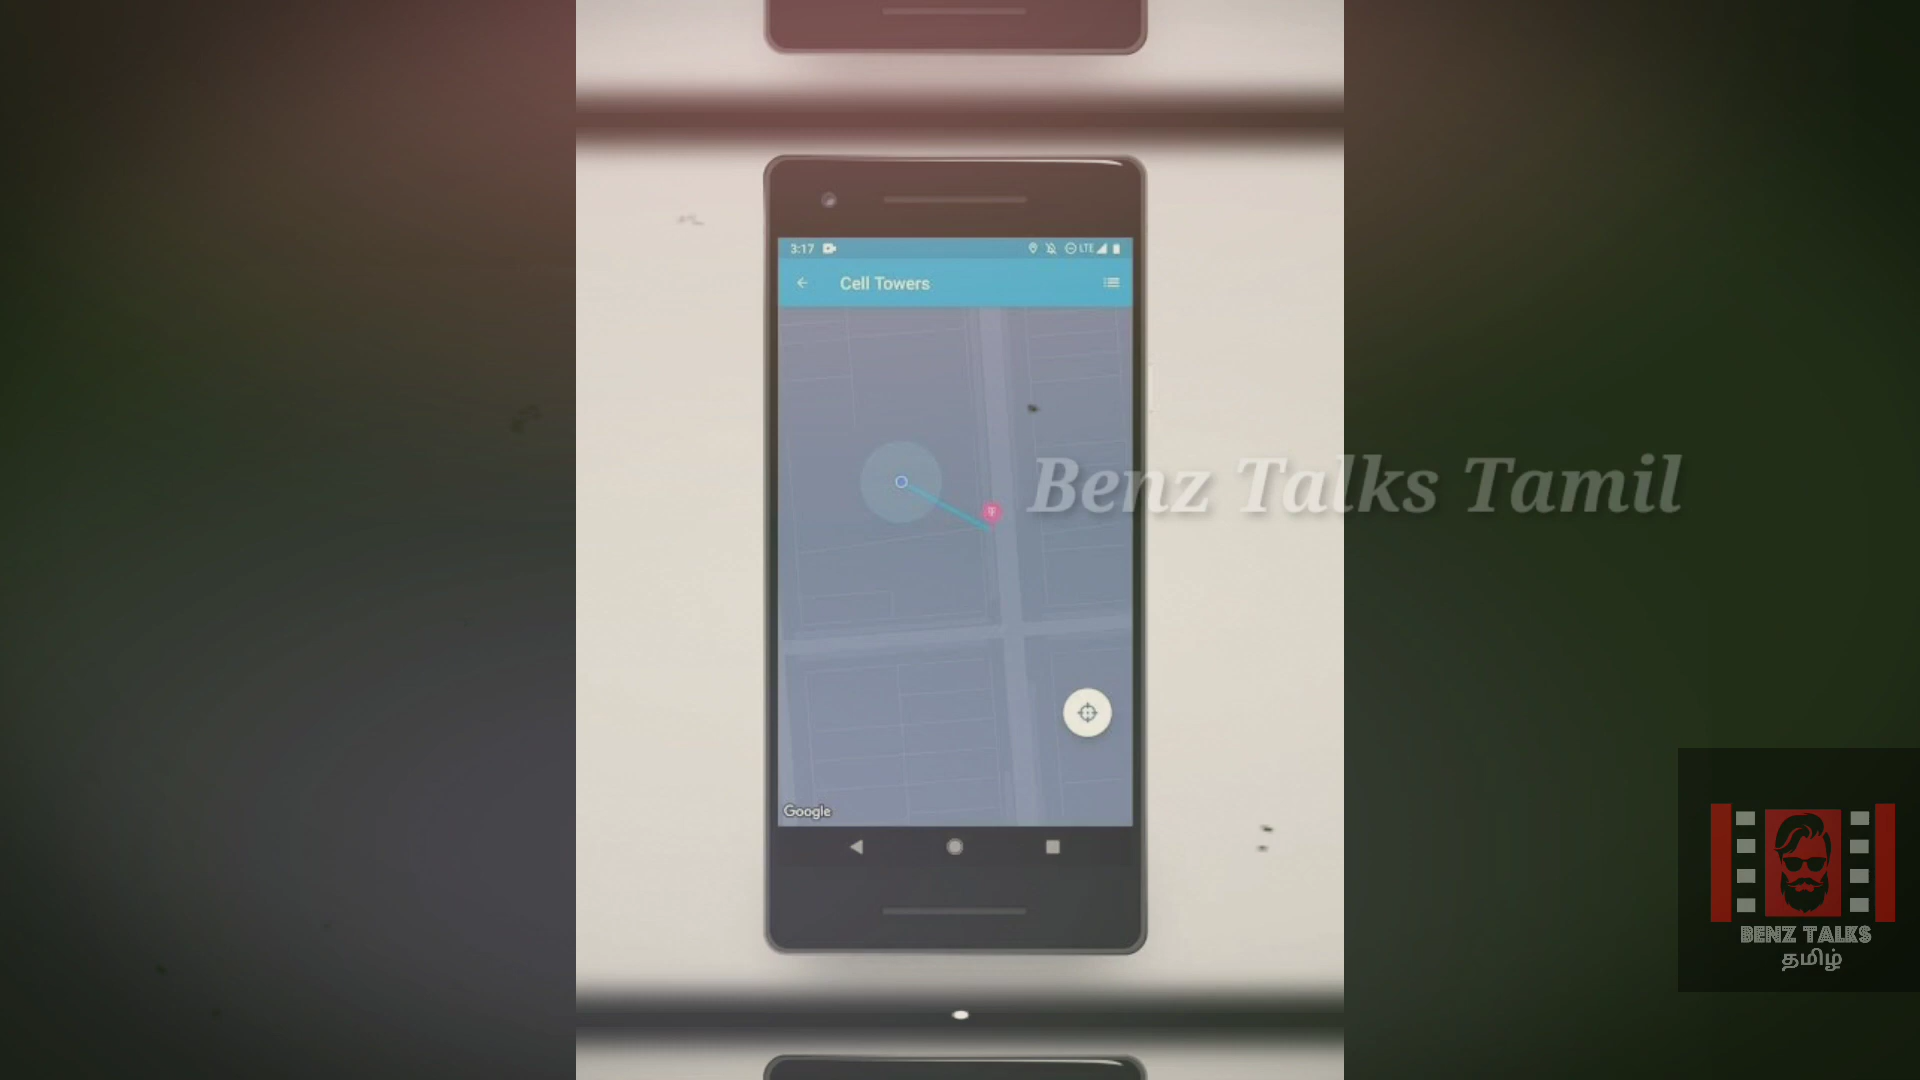 3:17
LTE
Cell Towers
Benz Talks Tamil
Google
BENZ TALKS
தமிழ்